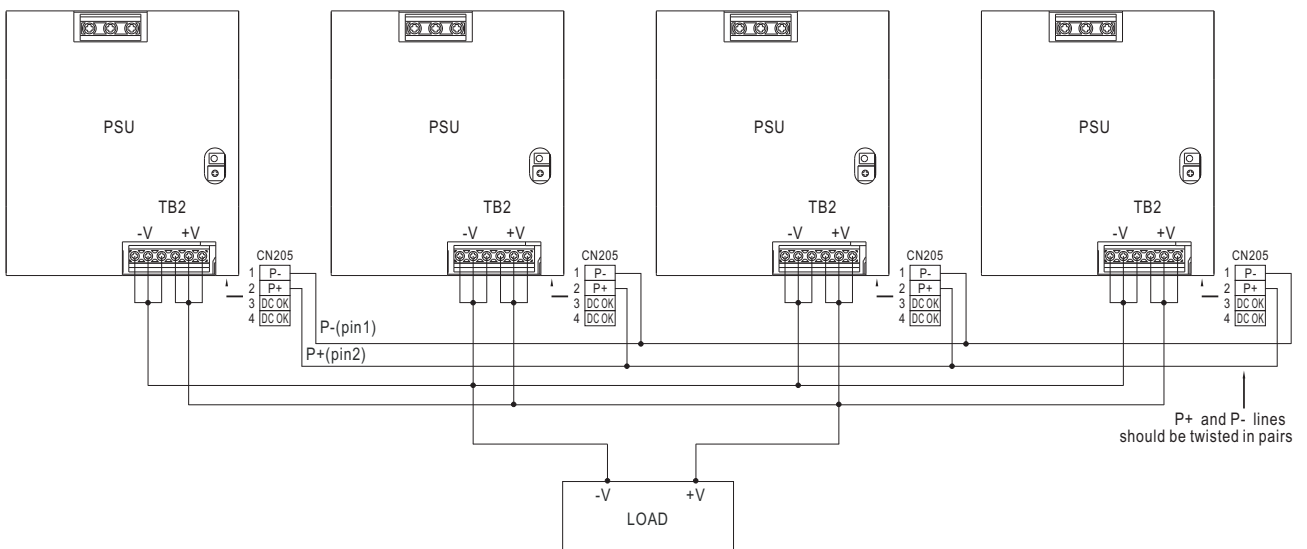 PSU PSU PSU PSU
TB2 TB2 TB2 TB2
-V +V -V +V -V +V -V +V
CN205 CN205 CN205 CN205
1 P- 1 P- 1 P- 1 P-
2 P+ 2 P+ 2 P+ 2 P+
3 DC OK 3 DC OK 3 DC OK 3 DC OK
4 DC OK 4 DC OK 4 DC OK 4 DC OK
P-(pin1)
P+(pin2)
P+ and P- lines
should be twisted in pairs
-V +V
LOAD